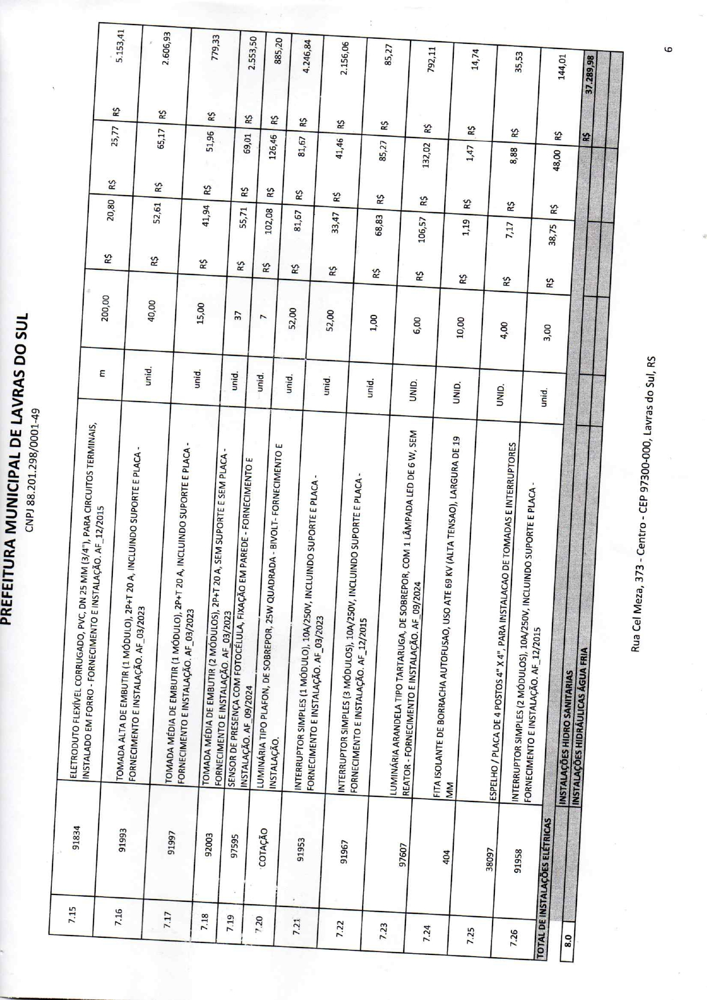 PREFEITURA MUNICIPAL DE LAVRAS DO SUL
CNPJ 88.201.298/0001-49
7.15 91834 ELETRODUTO FLEXÍVEL CORRUGADO, PVC, DN 25 MM (3/4"), PARA CIRCUITOS TERMINAIS, m 200,00 R$ 20,80 R$ 25,77 R$ 5.153,41
INSTALADO EM FORRO - FORNECIMENTO E INSTALAÇÃO. AF_12/2015
7.16 91993 TOMADA ALTA DE EMBUTIR (1 MÓDULO), 2P+T 20 A, INCLUINDO SUPORTE E PLACA - unid. 40,00 R$ 52,61 R$ 65,17 R$ 2.606,93
FORNECIMENTO E INSTALAÇÃO. AF_03/2023
7.17 91997 TOMADA MÉDIA DE EMBUTIR (1 MÓDULO), 2P+T 20 A, INCLUINDO SUPORTE E PLACA - unid. 15,00 R$ 41,94 R$ 51,96 R$ 779,33
FORNECIMENTO E INSTALAÇÃO. AF_03/2023
7.18 92003 TOMADA MÉDIA DE EMBUTIR (2 MÓDULOS), 2P+T 20 A, SEM SUPORTE E SEM PLACA - unid. 37 R$ 55,71 R$ 69,01 R$ 2.553,50
FORNECIMENTO E INSTALAÇÃO. AF_03/2023
7.19 97595 SENSOR DE PRESENÇA COM FOTOCÉLULA, FIXAÇÃO EM PAREDE - FORNECIMENTO E unid. 7 R$ 102,08 R$ 126,46 R$ 885,20
INSTALAÇÃO. AF_09/2024
7.20 COTAÇÃO LUMINÁRIA TIPO PLAFON, DE SOBREPOR, 25W QUADRADA - BIVOLT- FORNECIMENTO E unid. 52,00 R$ 81,67 R$ 81,67 R$ 4.246,84
INSTALAÇÃO.
7.21 91953 INTERRUPTOR SIMPLES (1 MÓDULO), 10A/250V, INCLUINDO SUPORTE E PLACA - unid. 52,00 R$ 33,47 R$ 41,46 R$ 2.156,06
FORNECIMENTO E INSTALAÇÃO. AF_03/2023
7.22 91967 INTERRUPTOR SIMPLES (3 MÓDULOS), 10A/250V, INCLUINDO SUPORTE E PLACA - unid. 1,00 R$ 68,83 R$ 85,27 R$ 85,27
FORNECIMENTO E INSTALAÇÃO. AF_12/2015
7.23 97607 LUMINÁRIA ARANDELA TIPO TARTARUGA, DE SOBREPOR, COM 1 LÂMPADA LED DE 6 W, SEM UNID. 6,00 R$ 106,57 R$ 132,02 R$ 792,11
REATOR - FORNECIMENTO E INSTALAÇÃO. AF_09/2024
7.24 404 FITA ISOLANTE DE BORRACHA AUTOFUSAO, USO ATE 69 KV (ALTA TENSAO), LARGURA DE 19 UNID. 10,00 R$ 1,19 R$ 1,47 R$ 14,74
MM
7.25 38097 ESPELHO / PLACA DE 4 POSTOS 4" X 4", PARA INSTALACAO DE TOMADAS E INTERRUPTORES UNID. 4,00 R$ 7,17 R$ 8,88 R$ 35,53
7.26 91958 INTERRUPTOR SIMPLES (2 MÓDULOS), 10A/250V, INCLUINDO SUPORTE E PLACA - unid. 3,00 R$ 38,75 R$ 48,00 R$ 144,01
FORNECIMENTO E INSTALAÇÃO. AF_12/2015
TOTAL DE INSTALAÇÕES ELÉTRICAS R$ 37.289,98
8.0 INSTALAÇÕES HIDRO SANITARIAS
INSTALAÇÕES HIDRÁULICAS ÁGUA FRIA
Rua Cel Meza, 373 - Centro - CEP 97300-000, Lavras do Sul, RS
6